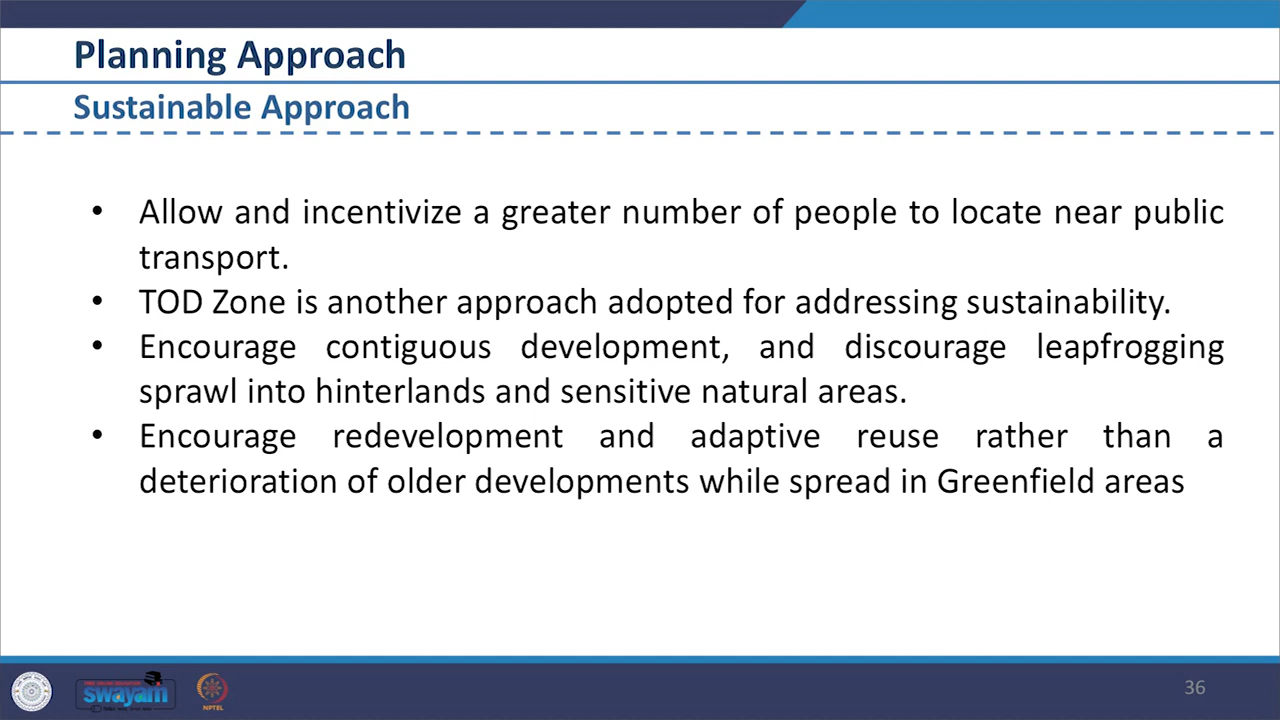 Planning Approach
Sustainable Approach
• Allow and incentivize a greater number of people to locate near public
transport.
• TOD Zone is another approach adopted for addressing sustainability.
• Encourage contiguous development, and discourage leapfrogging
sprawl into hinterlands and sensitive natural areas.
• Encourage redevelopment and adaptive reuse rather than a
deterioration of older developments while spread in Greenfield areas
swayam
NPTEL
36